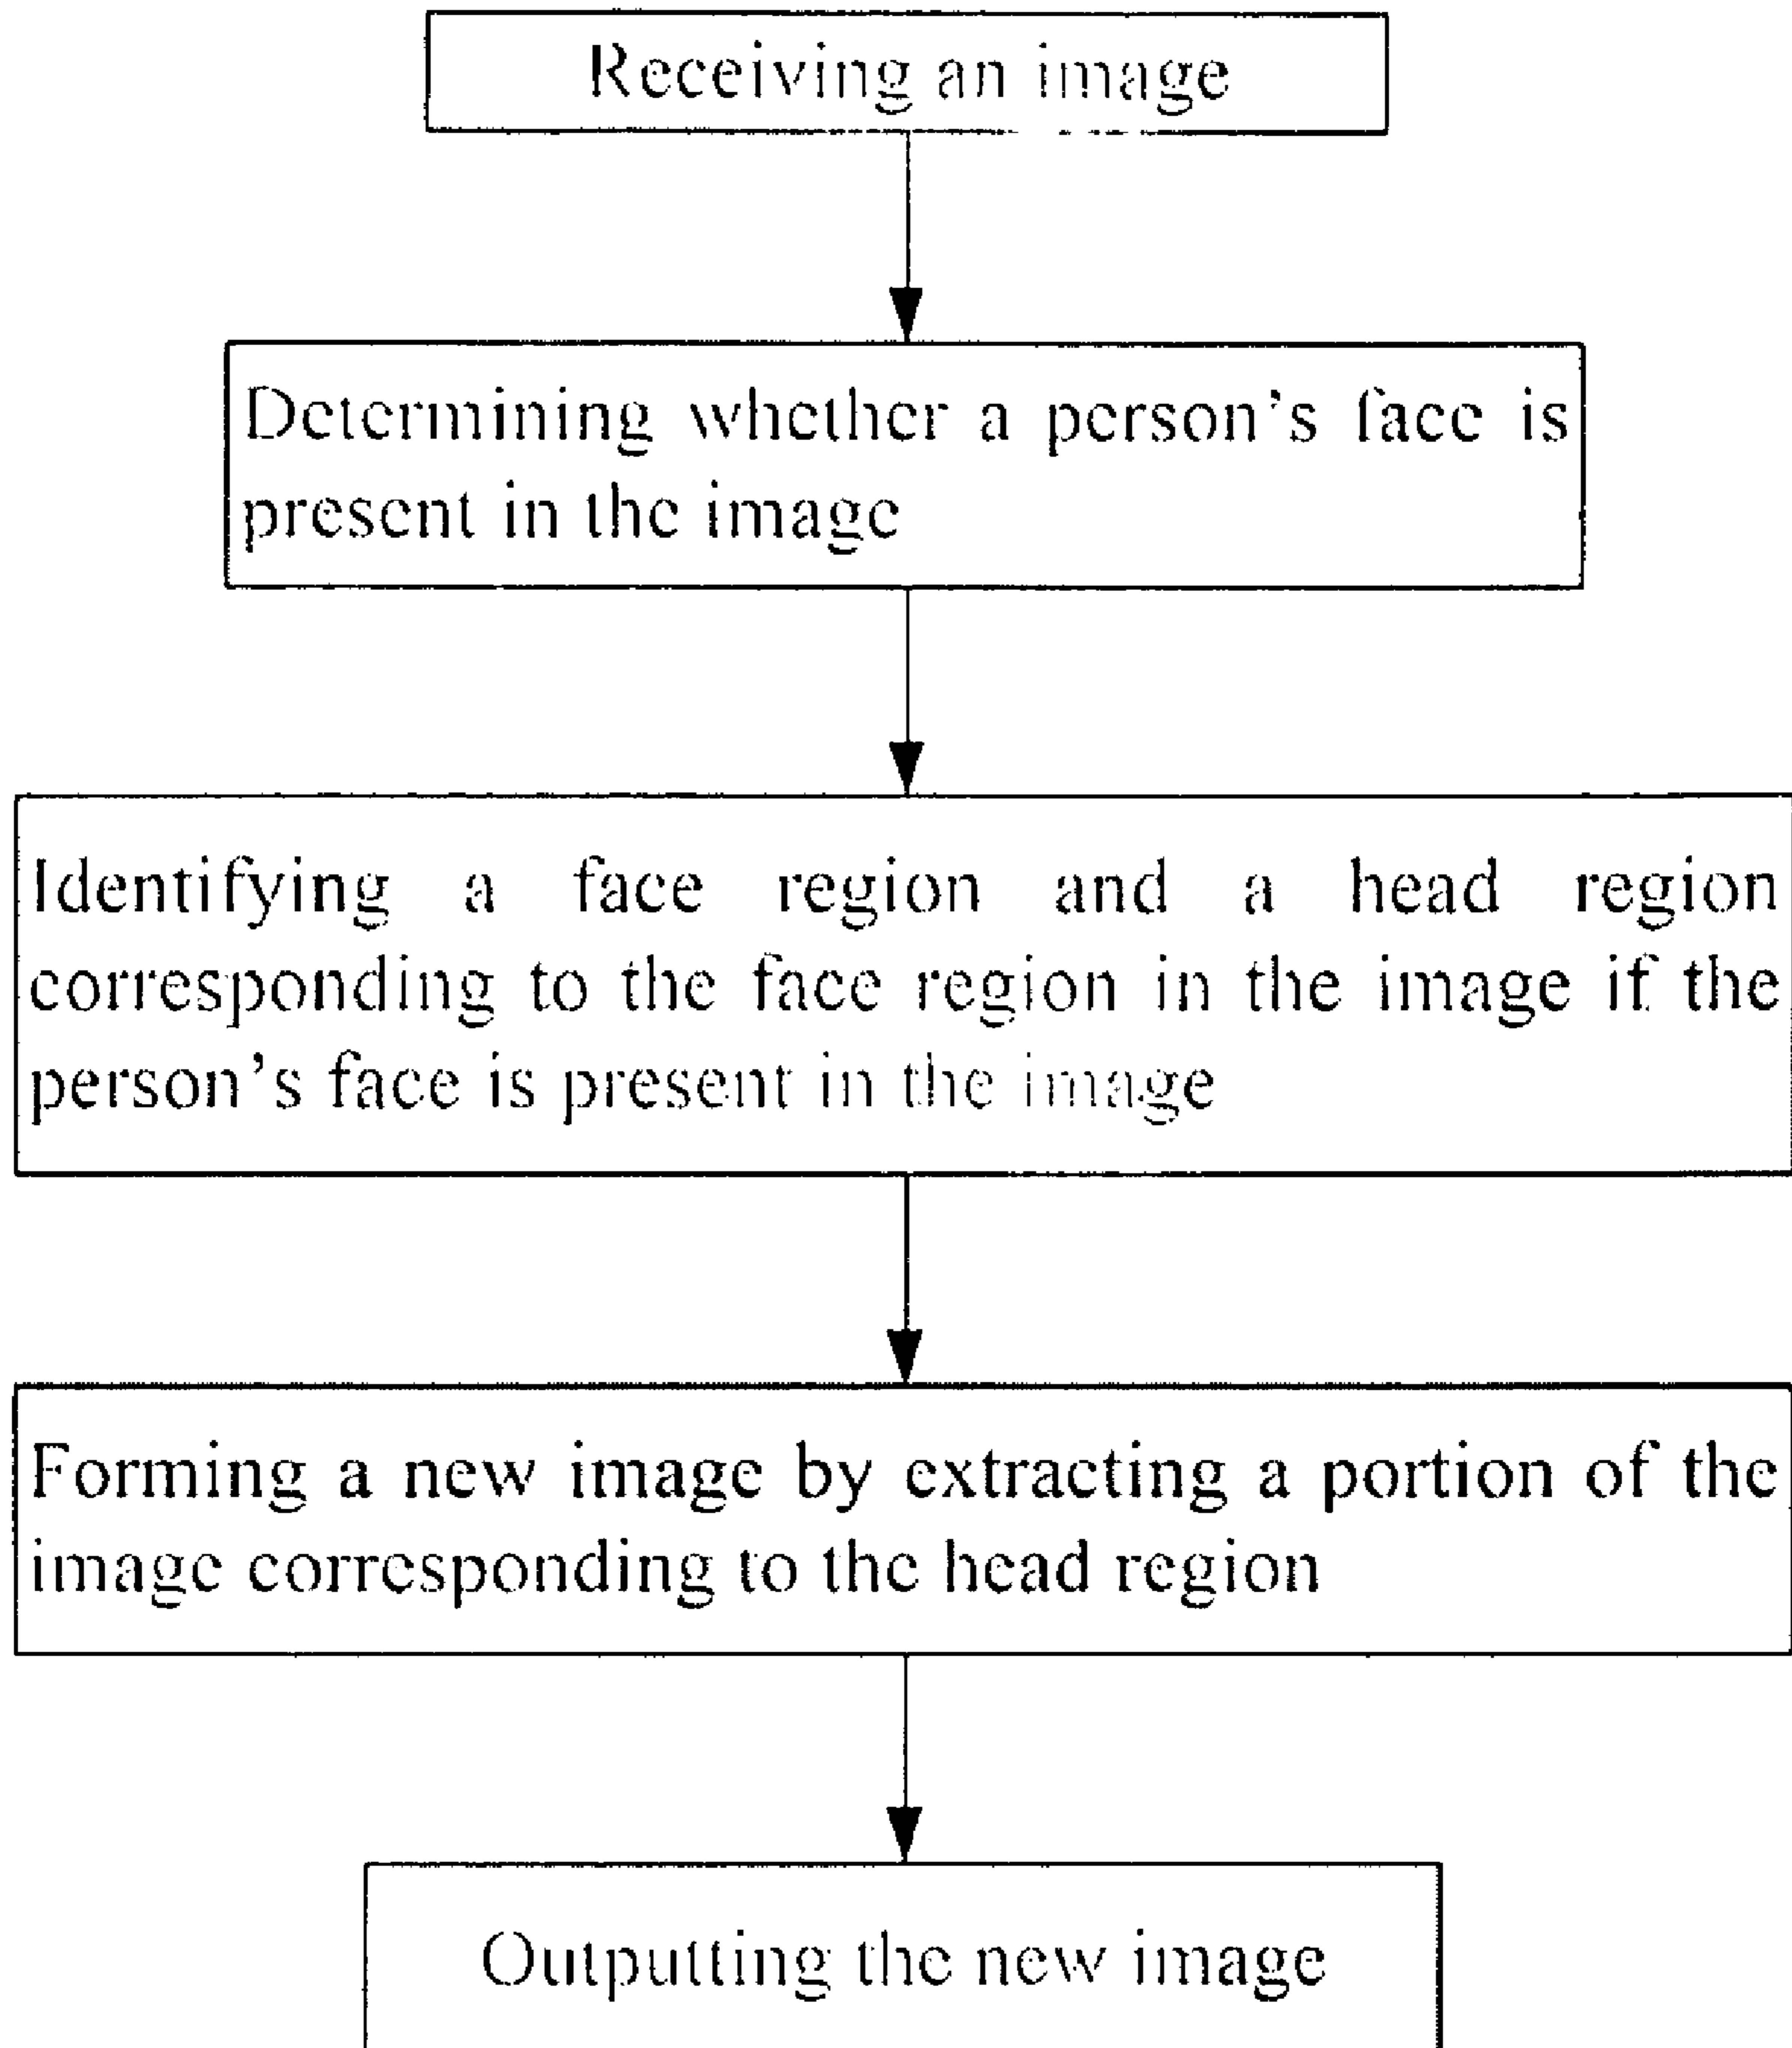 Receiving an image
Determining whether a person's face is
present in the image
Identifying a face region and a head region
corresponding to the face region in the image if the
person's face is present in the image
Forming a new image by extracting a portion of the
image corresponding to the head region
Outputting the new image